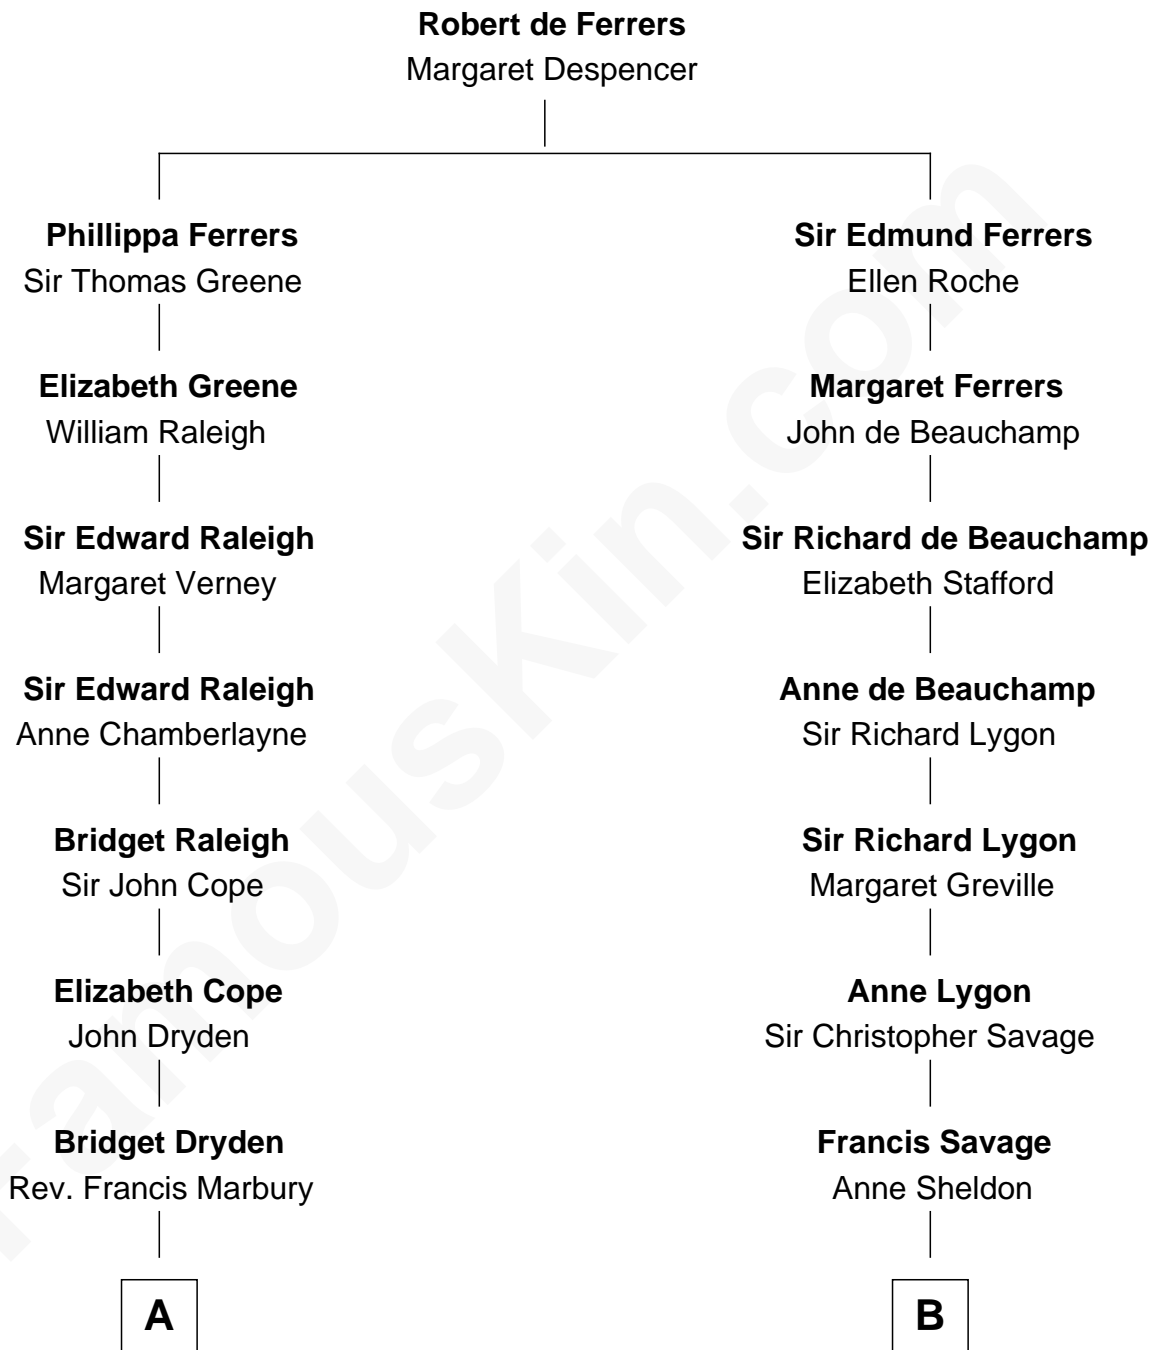 Robert de Ferrers
Margaret Despencer
Phillippa Ferrers
Sir Thomas Greene
Elizabeth Greene
William Raleigh
Sir Edward Raleigh
Margaret Verney
Sir Edward Raleigh
Anne Chamberlayne
Bridget Raleigh
Sir John Cope
Elizabeth Cope
John Dryden
Bridget Dryden
Rev. Francis Marbury
A
Sir Edmund Ferrers
Ellen Roche
Margaret Ferrers
John de Beauchamp
Sir Richard de Beauchamp
Elizabeth Stafford
Anne de Beauchamp
Sir Richard Lygon
Sir Richard Lygon
Margaret Greville
Anne Lygon
Sir Christopher Savage
Francis Savage
Anne Sheldon
B
FamousKin.com